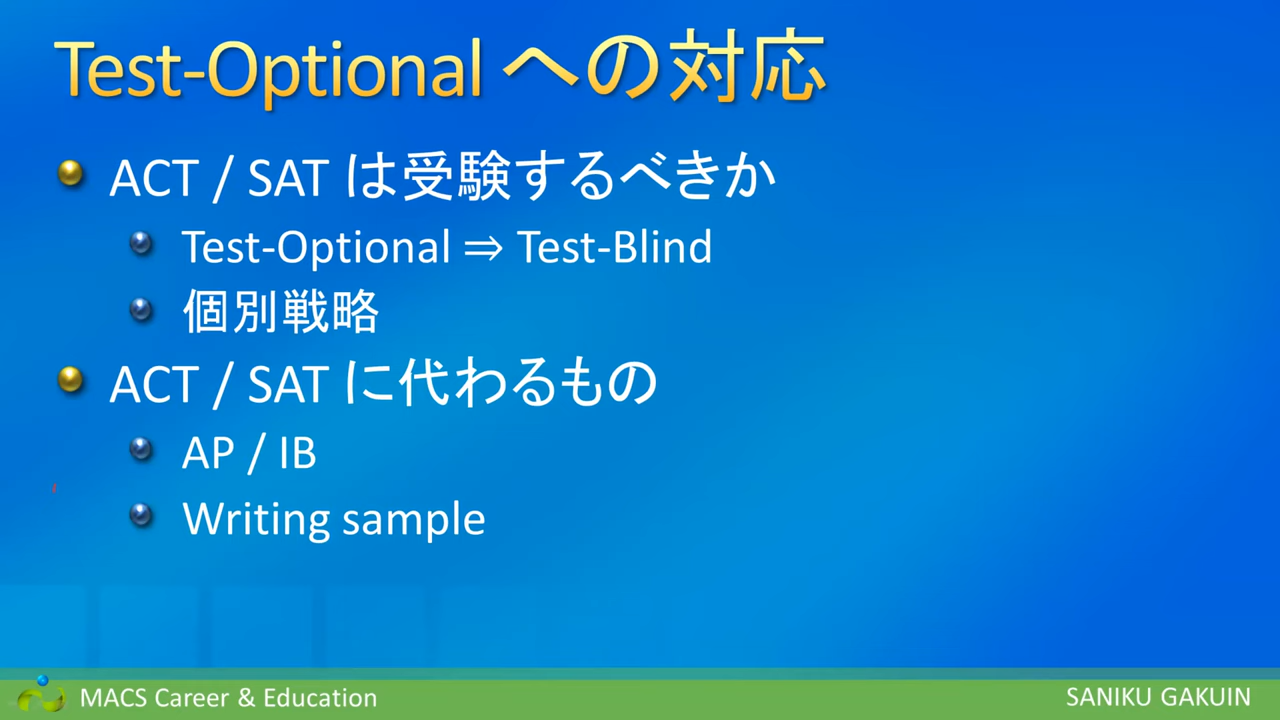 Test-Optional への対応
ACT / SAT は受験するべきか
Test-Optional ⇒ Test-Blind
個別戦略
ACT / SAT に代わるもの
AP / IB
Writing sample
MACS Career & Education
SANIKU GAKUIN